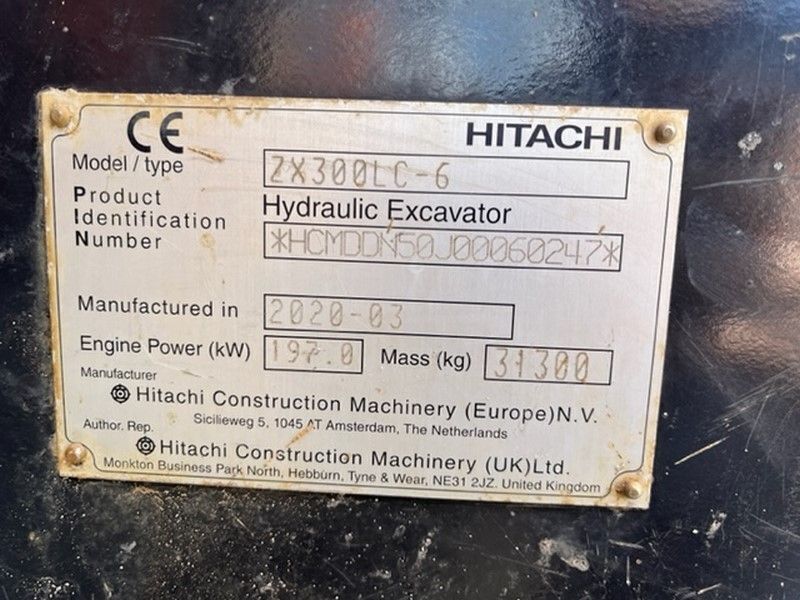 CE HITACHI
Model / type ZX300LC-6
Product Hydraulic Excavator
Identification
Number *HCMDDN50J00060247*
Manufactured in 2020-03
Engine Power (kW) 197.0 Mass (kg) 31300
Manufacturer
Hitachi Construction Machinery (Europe)N.V.
Sicilieweg 5, 1045 AT Amsterdam, The Netherlands
Author. Rep.
Hitachi Construction Machinery (UK)Ltd.
Monkton Business Park North, Hebburn, Tyne & Wear, NE31 2JZ. United Kingdom